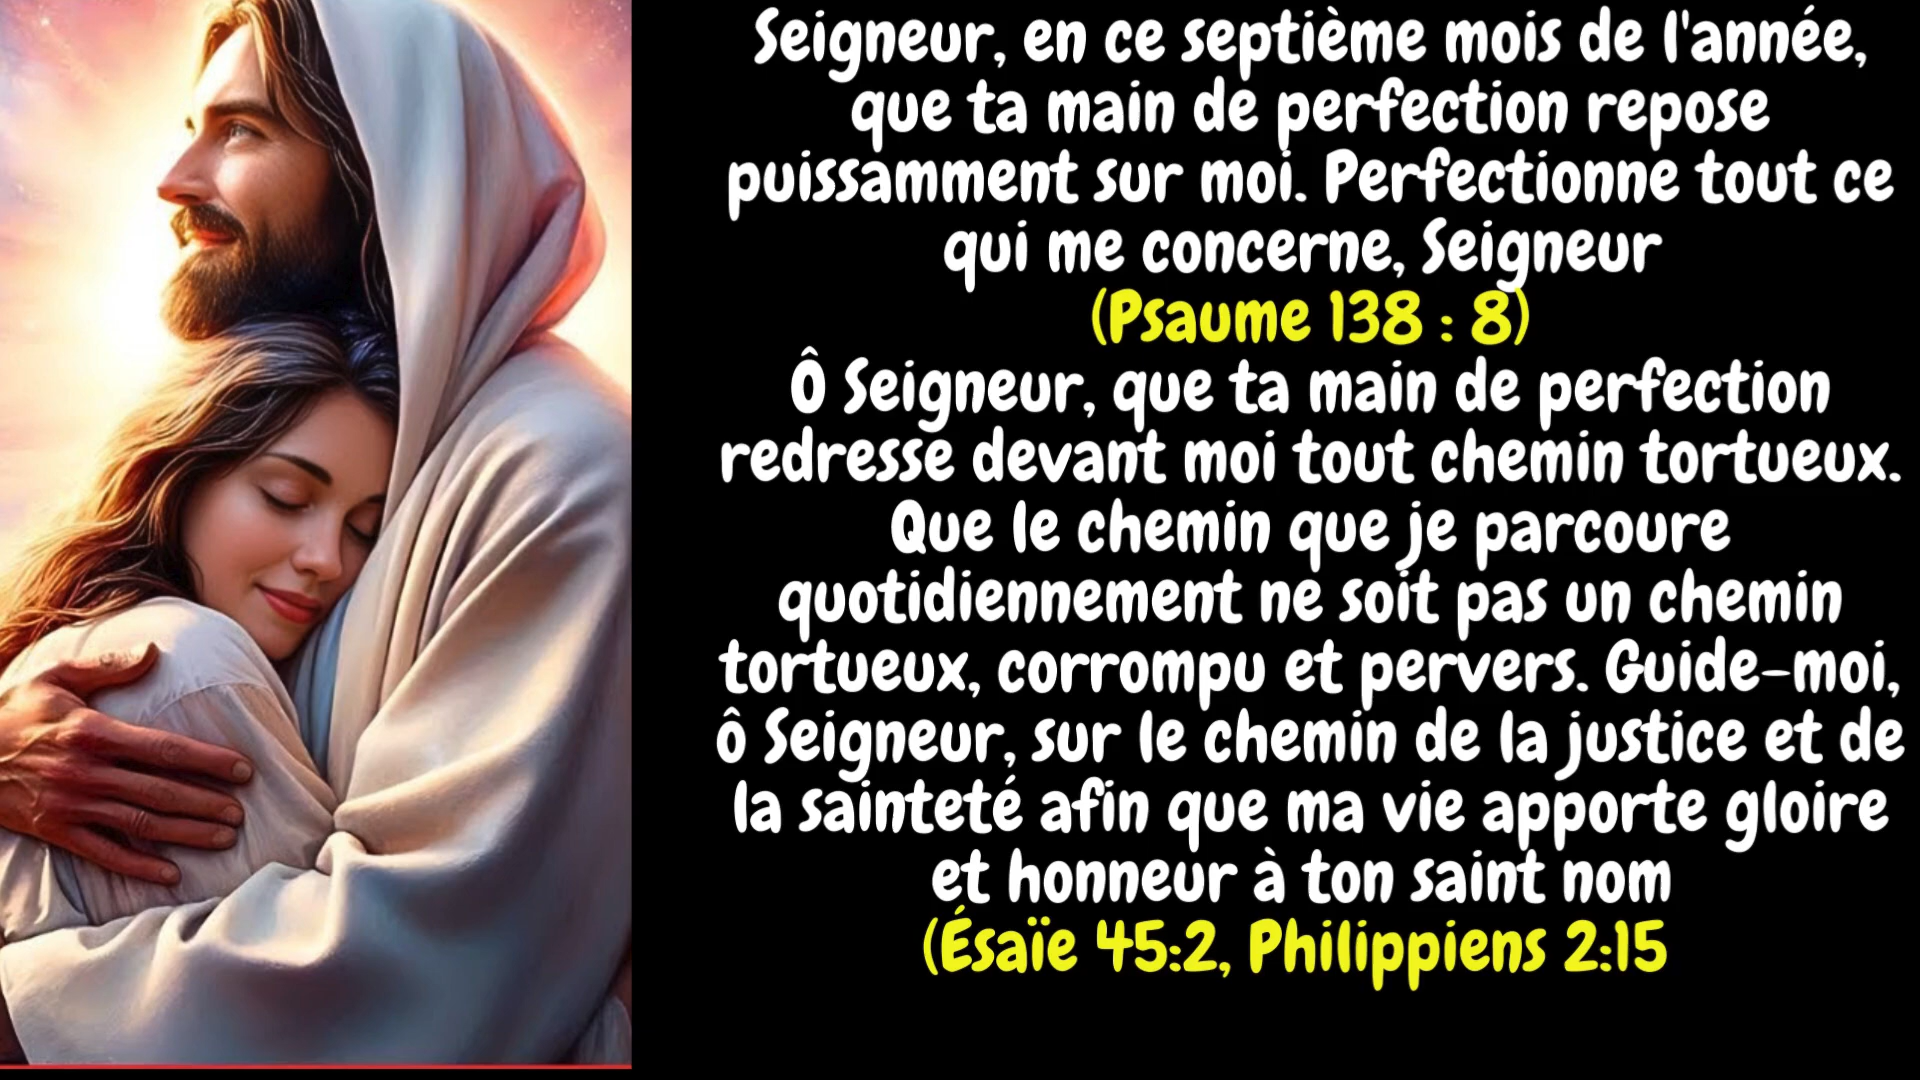 Seigneur, en ce septième mois de l'année,
que ta main de perfection repose
puissamment sur moi. Perfectionne tout ce
qui me concerne, Seigneur
(Psaume 138 : 8)
Ô Seigneur, que ta main de perfection
redresse devant moi tout chemin tortueux.
Que le chemin que je parcoure
quotidiennement ne soit pas un chemin
tortueux, corrompu et pervers. Guide-moi,
ô Seigneur, sur le chemin de la justice et de
la sainteté afin que ma vie apporte gloire
et honneur à ton saint nom
(Ésaïe 45:2, Philippiens 2:15